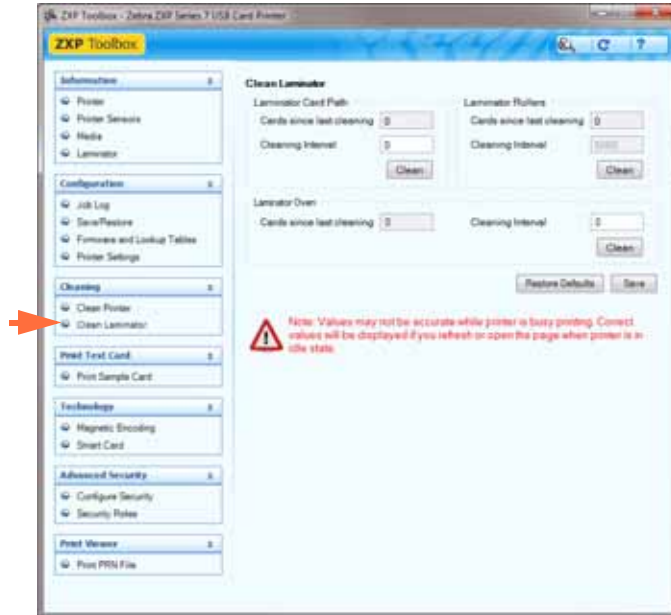 ZXP Toolbox - Zebra ZXP Series 7 USB Card Printer
ZXP Toolbox
?
Information
Printer
Printer Sensors
Media
Laminator
Configuration
Job Log
Save/Restore
Firmware and Lookup Tables
Printer Settings
Cleaning
Clean Printer
Clean Laminator
Print Test Card
Print Sample Card
Technology
Magnetic Encoding
Smart Card
Advanced Security
Configure Security
Security Roles
Print Viewer
Print PRN File
Clean Laminator
Laminator Card Path
Cards since last cleaning 0
Cleaning Interval 0
Clean
Laminator Rollers
Cards since last cleaning 0
Cleaning Interval
Clean
Laminator Oven
Cards since last cleaning 0
Cleaning Interval 0
Clean
Restore Defaults Save
Note: Values may not be accurate while printer is busy printing. Correct
values will be displayed if you refresh or open the page when printer is in
idle state.